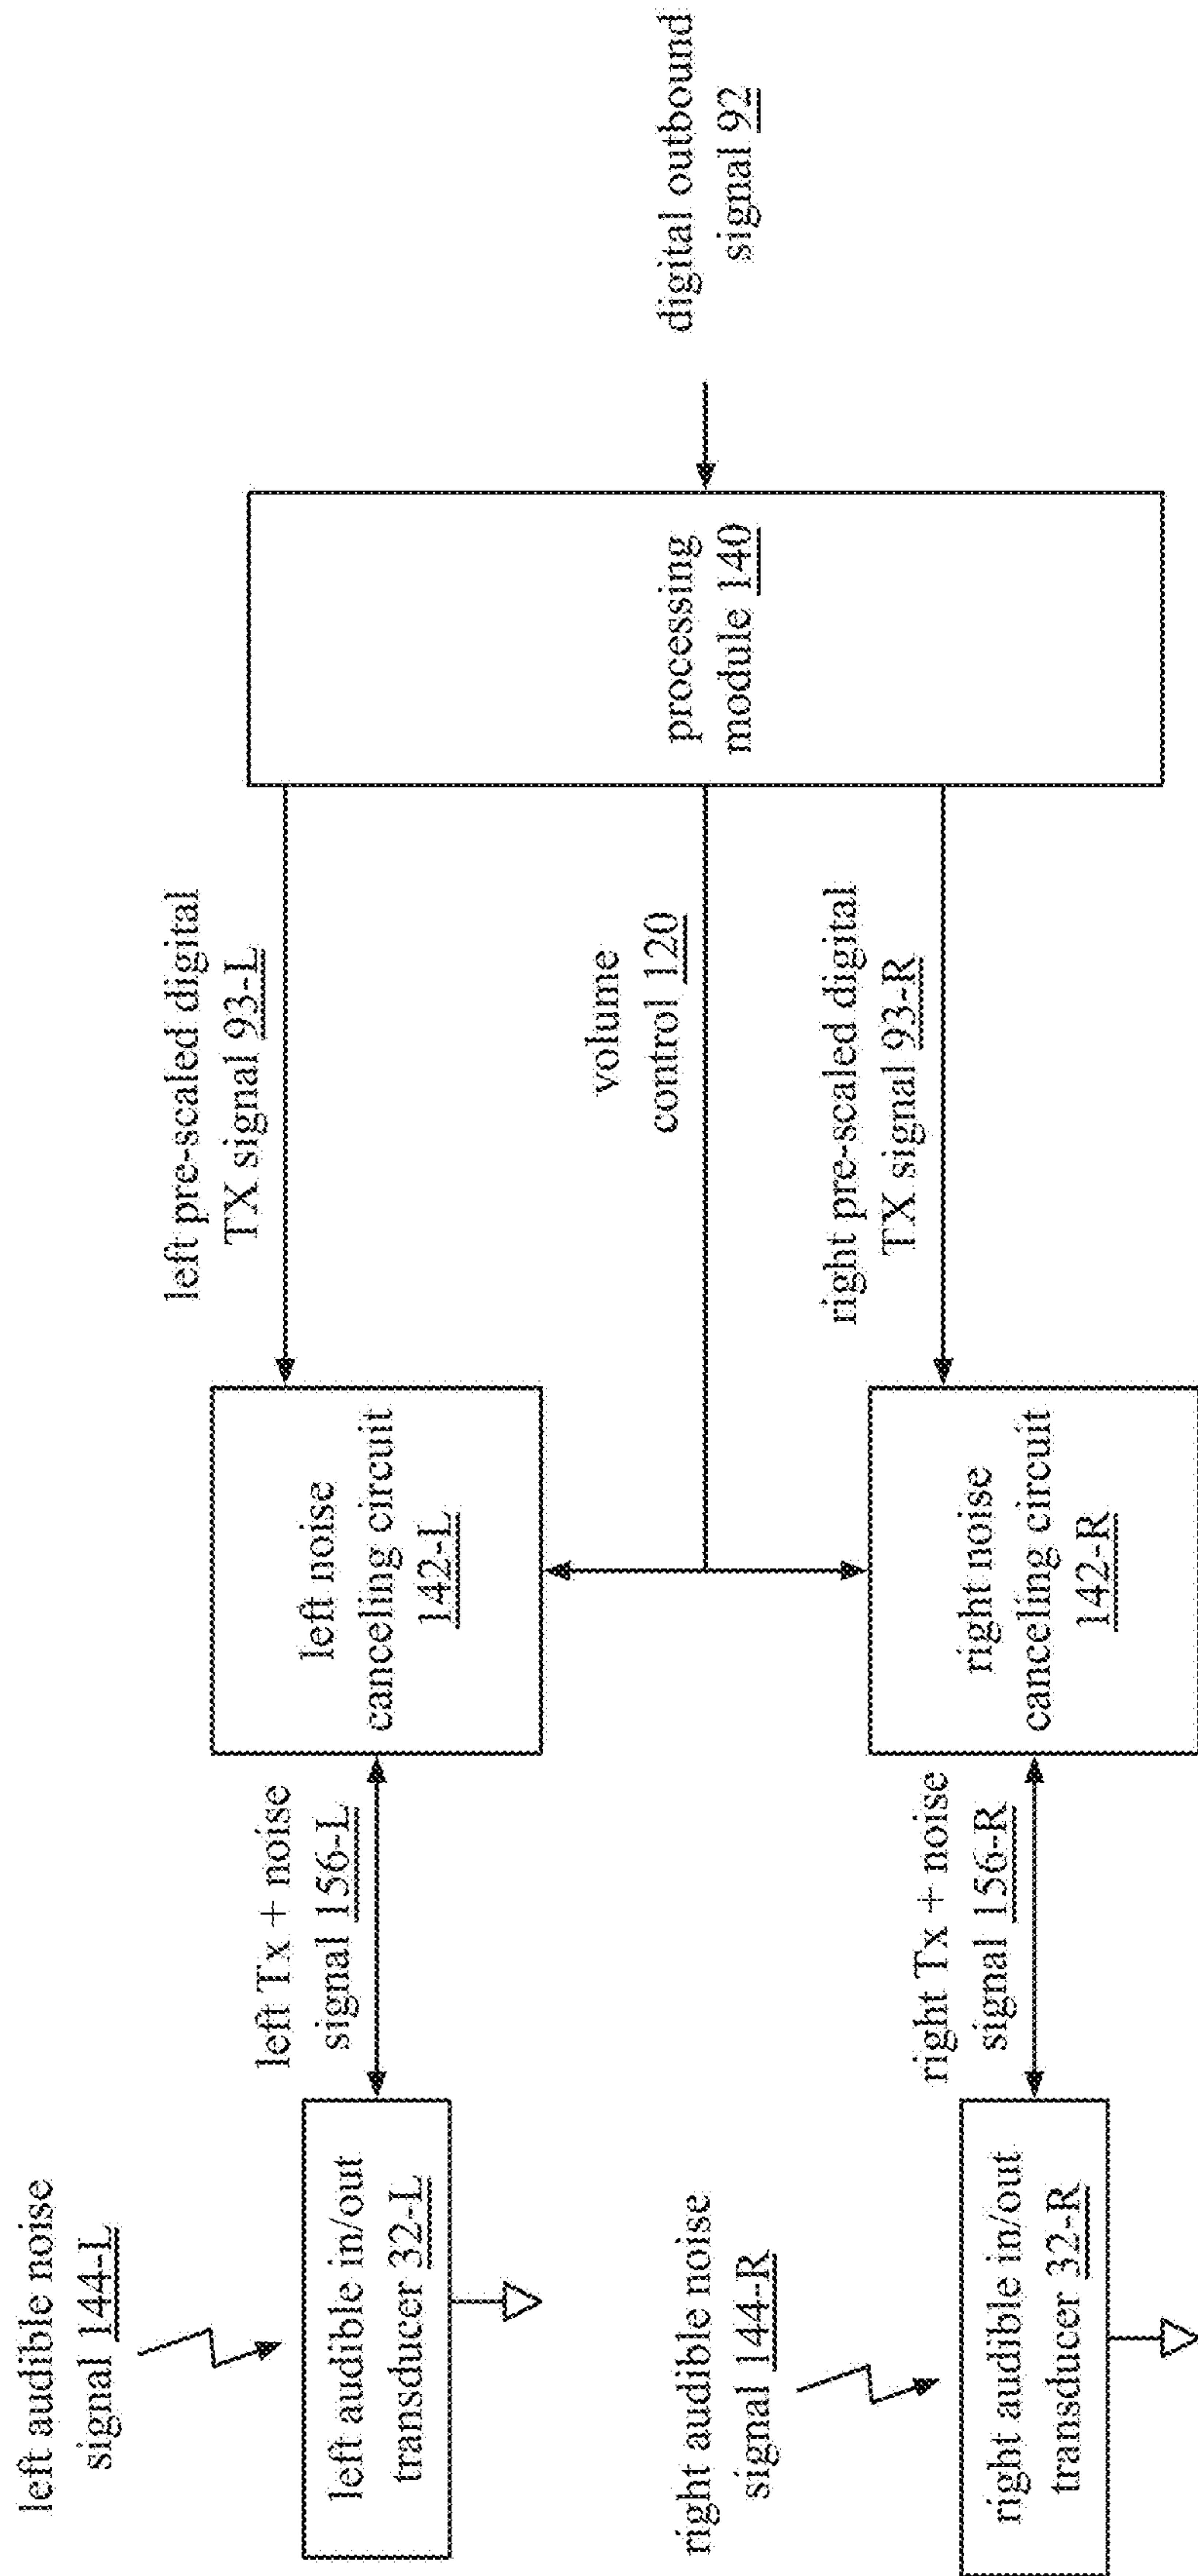 left audible noise
signal 144-L
left audible in/out
transducer 32-L
left Tx + noise
signal 156-L
left noise
canceling circuit
142-L
left pre-scaled digital
TX signal 93-L
volume
control 120
processing
module 140
digital outbound
signal 92
right audible noise
signal 144-R
right audible in/out
transducer 32-R
right Tx + noise
signal 156-R
right noise
canceling circuit
142-R
right pre-scaled digital
TX signal 93-R